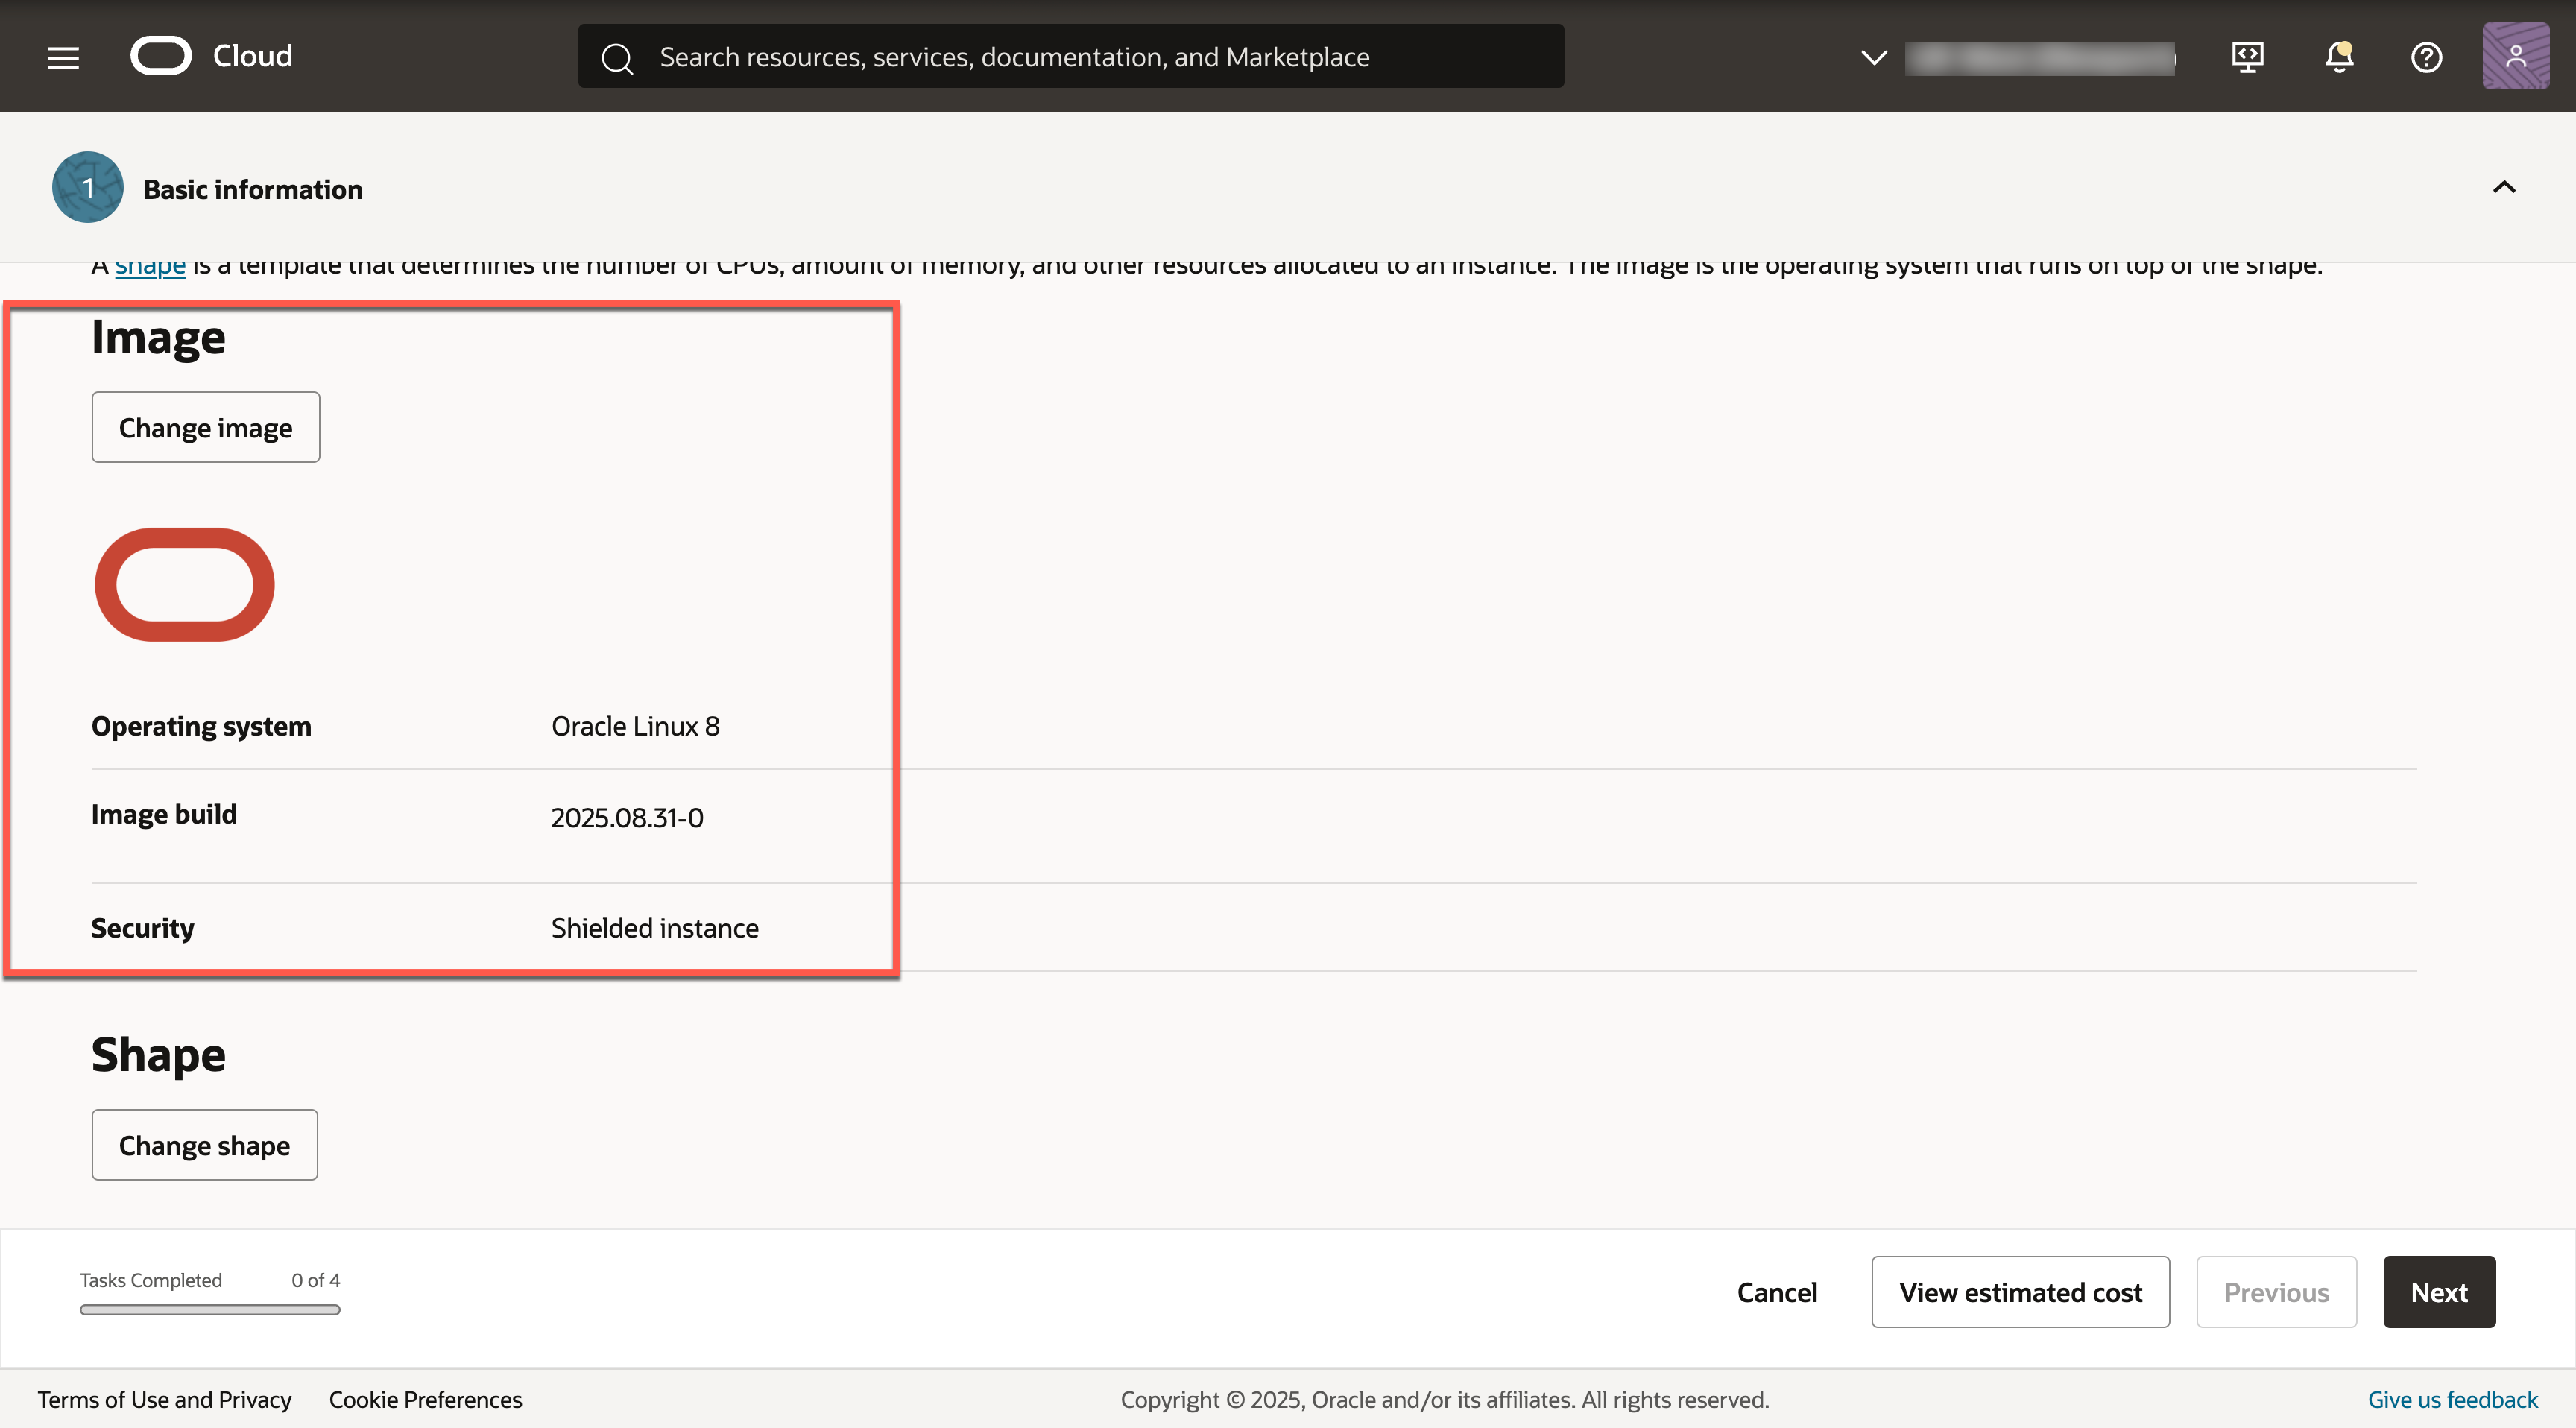 Cloud
Search resources, services, documentation, and Marketplace
1
Basic information
A shape is a template that determines the number of CPUs, amount of memory, and other resources allocated to an instance. The image is the operating system that runs on top of the shape.
Image
Change image
Operating system Oracle Linux 8
Image build 2025.08.31-0
Security Shielded instance
Shape
Change shape
Tasks Completed 0 of 4
Cancel View estimated cost Previous Next
Terms of Use and Privacy Cookie Preferences Copyright © 2025, Oracle and/or its affiliates. All rights reserved. Give us feedback